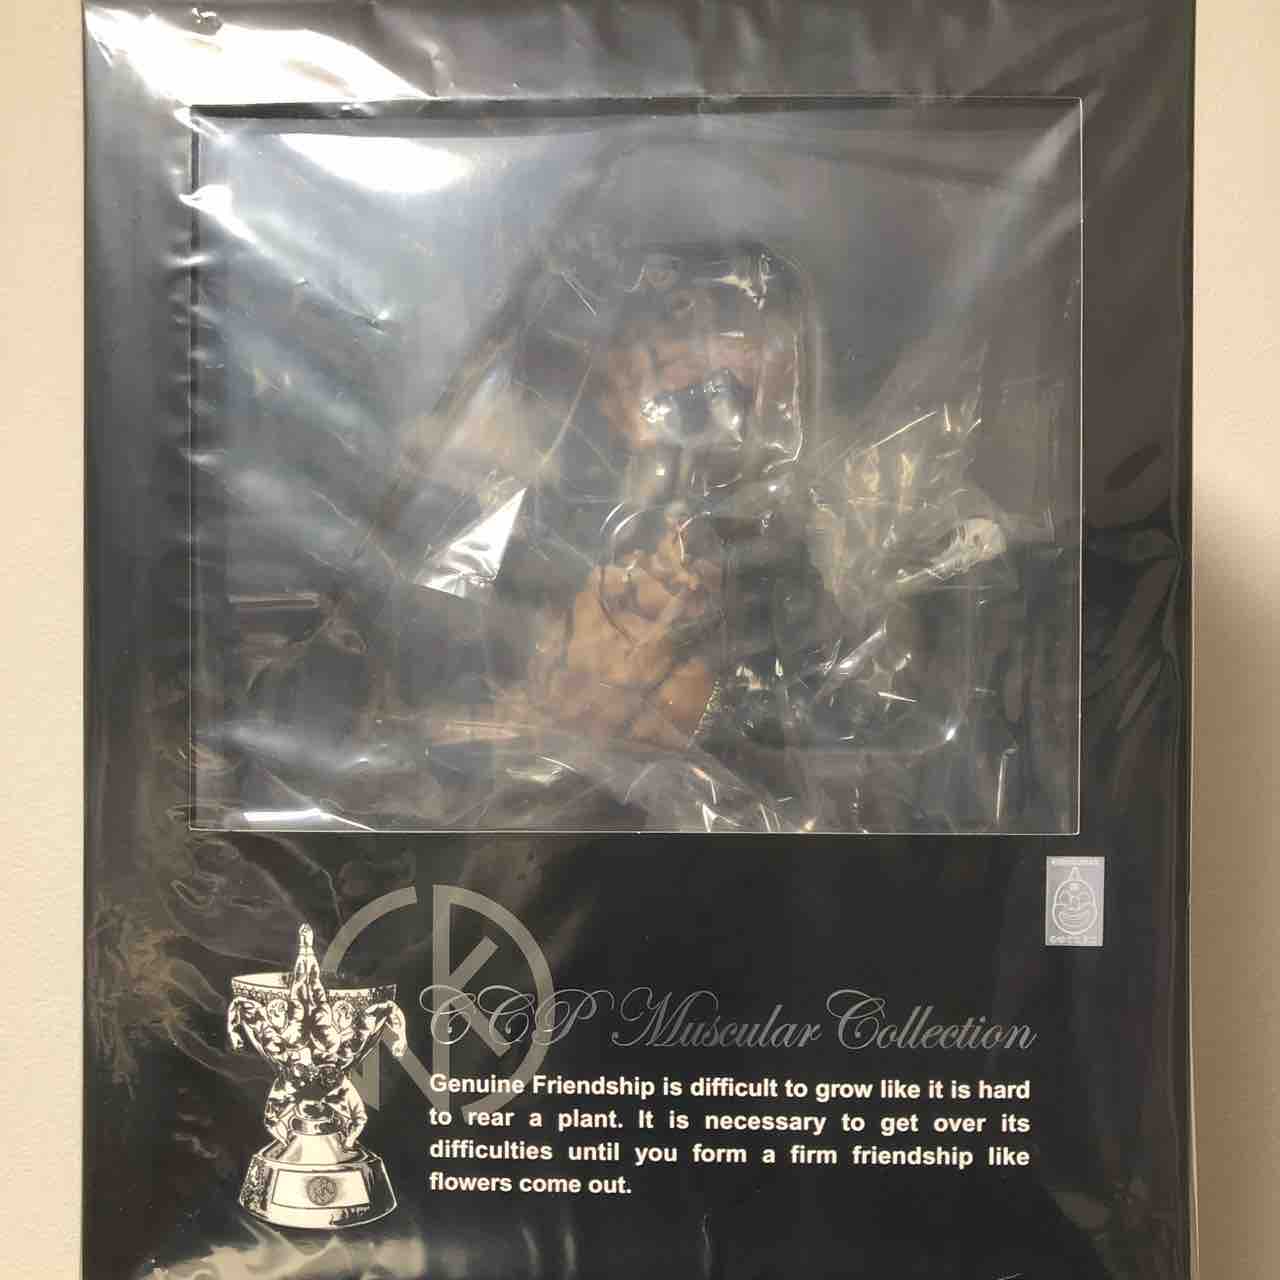 CCP Muscular Collection
Genuine Friendship is difficult to grow like it is hard
to rear a plant. It is necessary to get over its
difficulties until you form a firm friendship like
flowers come out.